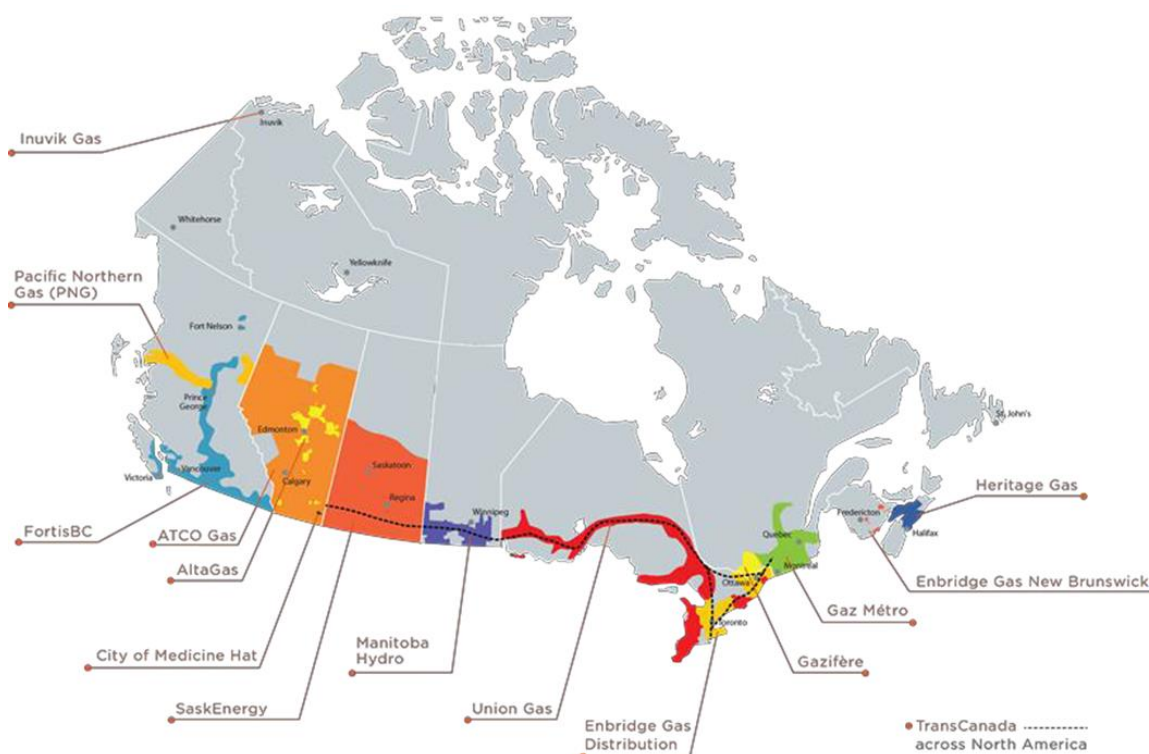 Inuvik Gas
Inuvik
Whitehorse
Yellowknife
Pacific Northern
Gas (PNG)
Fort Nelson
Prince
George
Edmonton
St. John's
Saskatoon
Victoria
Vancouver
Calgary
Regina
Winnipeg
Fredericton
Heritage Gas
Halifax
Quebec
Montreal
Ottawa
Toronto
FortisBC
ATCO Gas
AltaGas
Enbridge Gas New Brunswick
Gaz Métro
City of Medicine Hat
Manitoba
Hydro
Gazifère
SaskEnergy
Union Gas
Enbridge Gas
Distribution
TransCanada
across North America